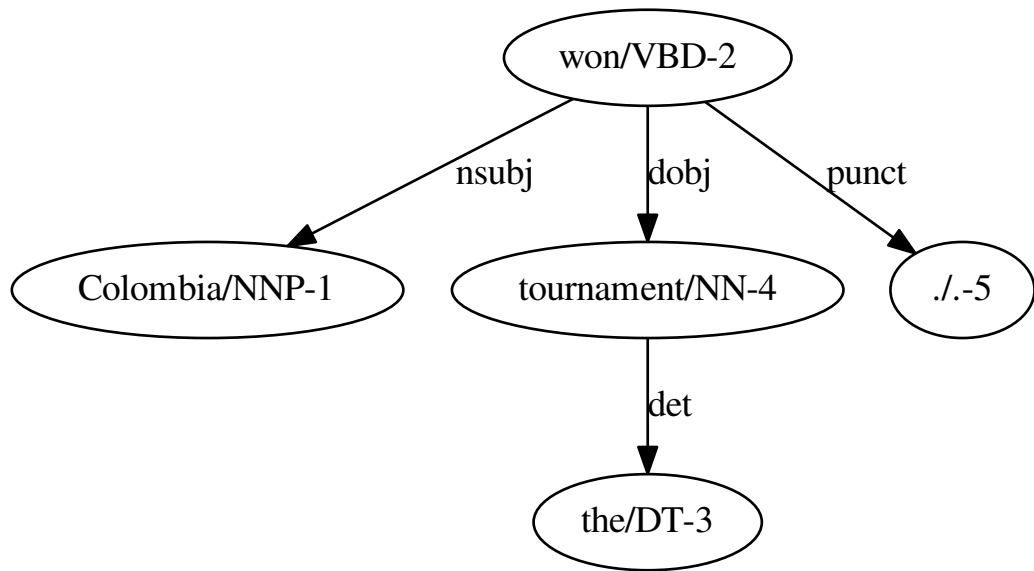 won/VBD-2
nsubj
dobj
punct
Colombia/NNP-1
tournament/NN-4
./.-5
det
the/DT-3